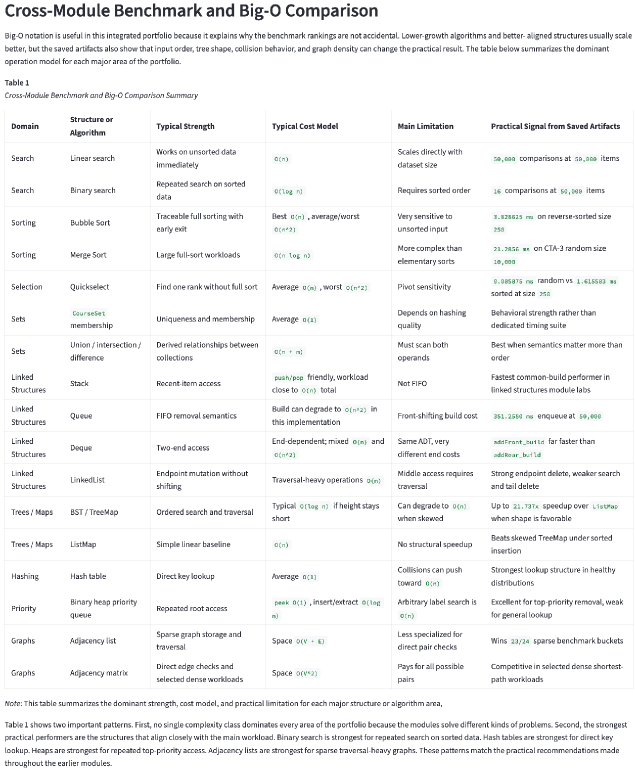 Cross-Module Benchmark and Big-O Comparison
Big-O notation is useful in this integrated portfolio because it explains why the benchmark rankings are not accidental. Lower-growth algorithms and better- aligned structures usually scale
better, but the saved artifacts also show that input order, tree shape, collision behavior, and graph density can change the practical result. The table below summarizes the dominant
operation model for each major area of the portfolio.
Table 1
Cross-Module Benchmark and Big-O Comparison Summary
Domain Structure or Algorithm Typical Strength Typical Cost Model Main Limitation Practical Signal from Saved Artifacts
Search Linear search Works on unsorted data immediately O(n) Scales directly with dataset size 50,000 comparisons at 50,000 items
Search Binary search Repeated search on sorted data O(log n) Requires sorted order 16 comparisons at 50,000 items
Sorting Bubble Sort Traceable full sorting with early exit Best O(n) , average/worst O(n^2) Very sensitive to unsorted input 3.828625 ms on reverse-sorted size 250
Sorting Merge Sort Large full-sort workloads O(n log n) More complex than elementary sorts 21.2856 ms on CTA-3 random size 10,000
Selection Quickselect Find one rank without full sort Average O(n) , worst O(n^2) Pivot sensitivity 0.085075 ms random vs 1.615583 ms sorted at size 250
Sets CourseSet membership Uniqueness and membership Average O(1) Depends on hashing quality Behavioral strength rather than dedicated timing suite
Sets Union / intersection / difference Derived relationships between collections O(n + m) Must scan both operands Best when semantics matter more than order
Linked Structures Stack Recent-item access push/pop friendly, workload close to O(n) total Not FIFO Fastest common-build performer in linked structures module labs
Linked Structures Queue FIFO removal semantics Build can degrade to O(n^2) in this implementation Front-shifting build cost 351.2580 ms enqueue at 50,000
Linked Structures Deque Two-end access End-dependent; mixed O(n) and O(n^2) Same ADT, very different end costs addFront_build far faster than addRear_build
Linked Structures LinkedList Endpoint mutation without shifting Traversal-heavy operations O(n) Middle access requires traversal Strong endpoint delete, weaker search and tail delete
Trees / Maps BST / TreeMap Ordered search and traversal Typical O(log n) if height stays short Can degrade to O(n) when skewed Up to 21.737x speedup over ListMap when shape is favorable
Trees / Maps ListMap Simple linear baseline O(n) No structural speedup Beats skewed TreeMap under sorted insertion
Hashing Hash table Direct key lookup Average O(1) Collisions can push toward O(n) Strongest lookup structure in healthy distributions
Priority Binary heap priority queue Repeated root access peek O(1) , insert/extract O(log n) Arbitrary label search is O(n) Excellent for top-priority removal, weak for general lookup
Graphs Adjacency list Sparse graph storage and traversal Space O(V + E) Less specialized for direct pair checks Wins 23/24 sparse benchmark buckets
Graphs Adjacency matrix Direct edge checks and selected dense workloads Space O(V^2) Pays for all possible pairs Competitive in selected dense shortest-path workloads
Note: This table summarizes the dominant strength, cost model, and practical limitation for each major structure or algorithm area,
Table 1 shows two important patterns. First, no single complexity class dominates every area of the portfolio because the modules solve different kinds of problems. Second, the strongest
practical performers are the structures that align closely with the main workload. Binary search is strongest for repeated search on sorted data. Hash tables are strongest for direct key
lookup. Heaps are strongest for repeated top-priority access. Adjacency lists are strongest for sparse traversal-heavy graphs. These patterns match the practical recommendations made
throughout the earlier modules.